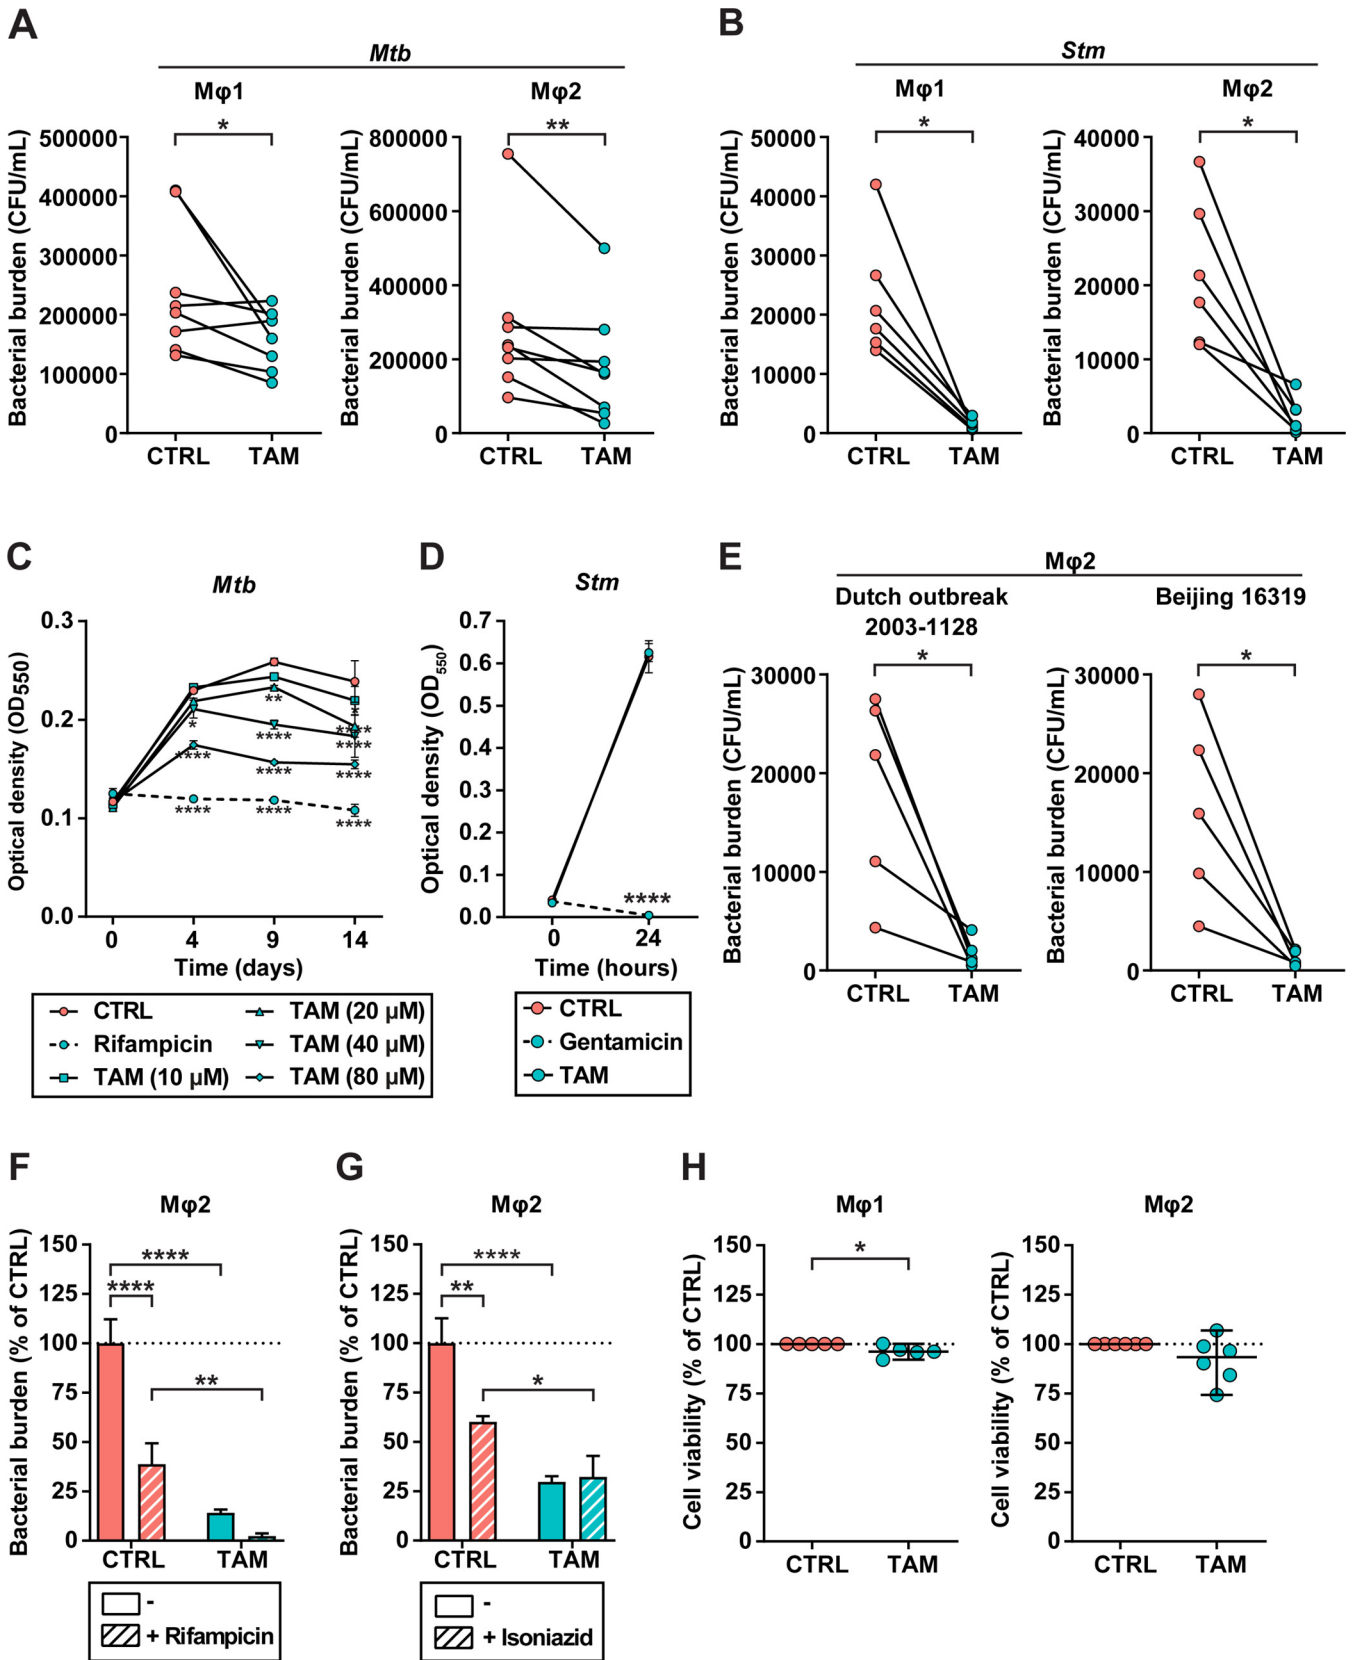 A
Mtb
Mφ1
Mφ2
*
**
Bacterial burden (CFU/mL)
500000
400000
300000
200000
100000
0
CTRL
TAM
Bacterial burden (CFU/mL)
800000
600000
400000
200000
0
CTRL
TAM
B
Stm
Mφ1
Mφ2
*
*
Bacterial burden (CFU/mL)
50000
40000
30000
20000
10000
0
CTRL
TAM
Bacterial burden (CFU/mL)
40000
30000
20000
10000
0
CTRL
TAM
C
Mtb
Optical density (OD550)
0.3
0.2
0.1
0.0
*
****
****
**
****
****
****
*
****
****
****
****
0
4
9
14
Time (days)
CTRL
Rifampicin
TAM (10 µM)
TAM (20 µM)
TAM (40 µM)
TAM (80 µM)
D
Stm
Optical density (OD550)
0.7
0.6
0.5
0.4
0.3
0.2
0.1
0.0
****
0
24
Time (hours)
CTRL
Gentamicin
TAM
E
Mφ2
Dutch outbreak
2003-1128
Beijing 16319
*
*
Bacterial burden (CFU/mL)
30000
20000
10000
0
CTRL
TAM
Bacterial burden (CFU/mL)
30000
20000
10000
0
CTRL
TAM
F
Mφ2
Bacterial burden (% of CTRL)
150
125
100
75
50
25
0
****
****
**
CTRL
TAM
-
+ Rifampicin
G
Mφ2
Bacterial burden (% of CTRL)
150
125
100
75
50
25
0
****
**
*
CTRL
TAM
-
+ Isoniazid
H
Mφ1
Mφ2
*
Cell viability (% of CTRL)
150
125
100
75
50
25
0
CTRL
TAM
Cell viability (% of CTRL)
150
125
100
75
50
25
0
CTRL
TAM